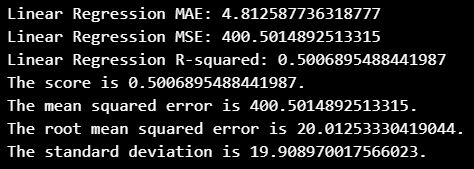 Linear Regression MAE: 4.812587736318777
Linear Regression MSE: 400.5014892513315
Linear Regression R-squared: 0.5006895488441987
The score is 0.5006895488441987.
The mean squared error is 400.5014892513315.
The root mean squared error is 20.01253330419044.
The standard deviation is 19.908970017566023.